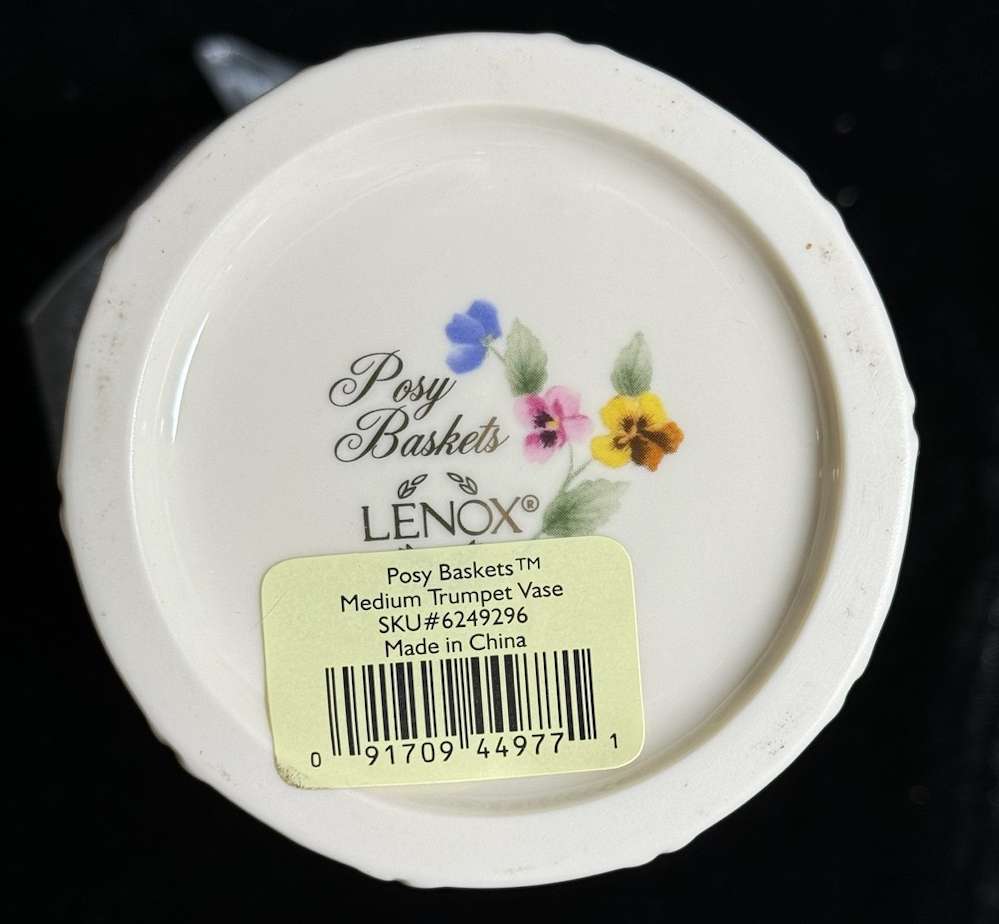 Posy
Baskets
LENOX®
Posy Baskets™
Medium Trumpet Vase
SKU#6249296
Made in China
0 91709 44977 1